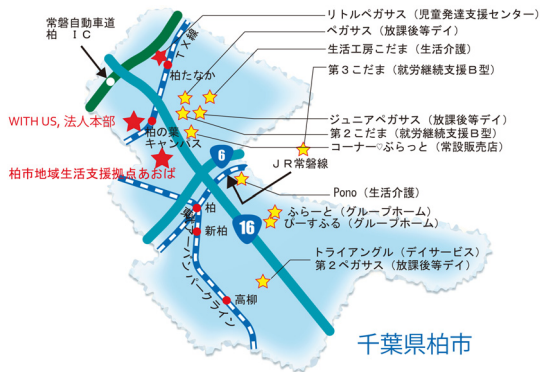 常磐自動車道
柏　ＩＣ
ＴＸ線
リトルペガサス（児童発達支援センター）
ペガサス（放課後等デイ）
生活工房こだま（生活介護）
第３こだま（就労継続支援Ｂ型）
柏たなか
WITH US, 法人本部
柏の葉
キャンパス
ジュニアペガサス（放課後等デイ）
第２こだま（就労継続支援Ｂ型）
コーナー♡ぷらっと（常設販売店）
6
ＪＲ常磐線
柏市地域生活支援拠点あおば
Pono（生活介護）
柏
ふらーと（グループホーム）
ぴーすふる（グループホーム）
新柏
16
アーバンパークライン
トライアングル（デイサービス）
第２ペガサス（放課後等デイ）
高柳
千葉県柏市